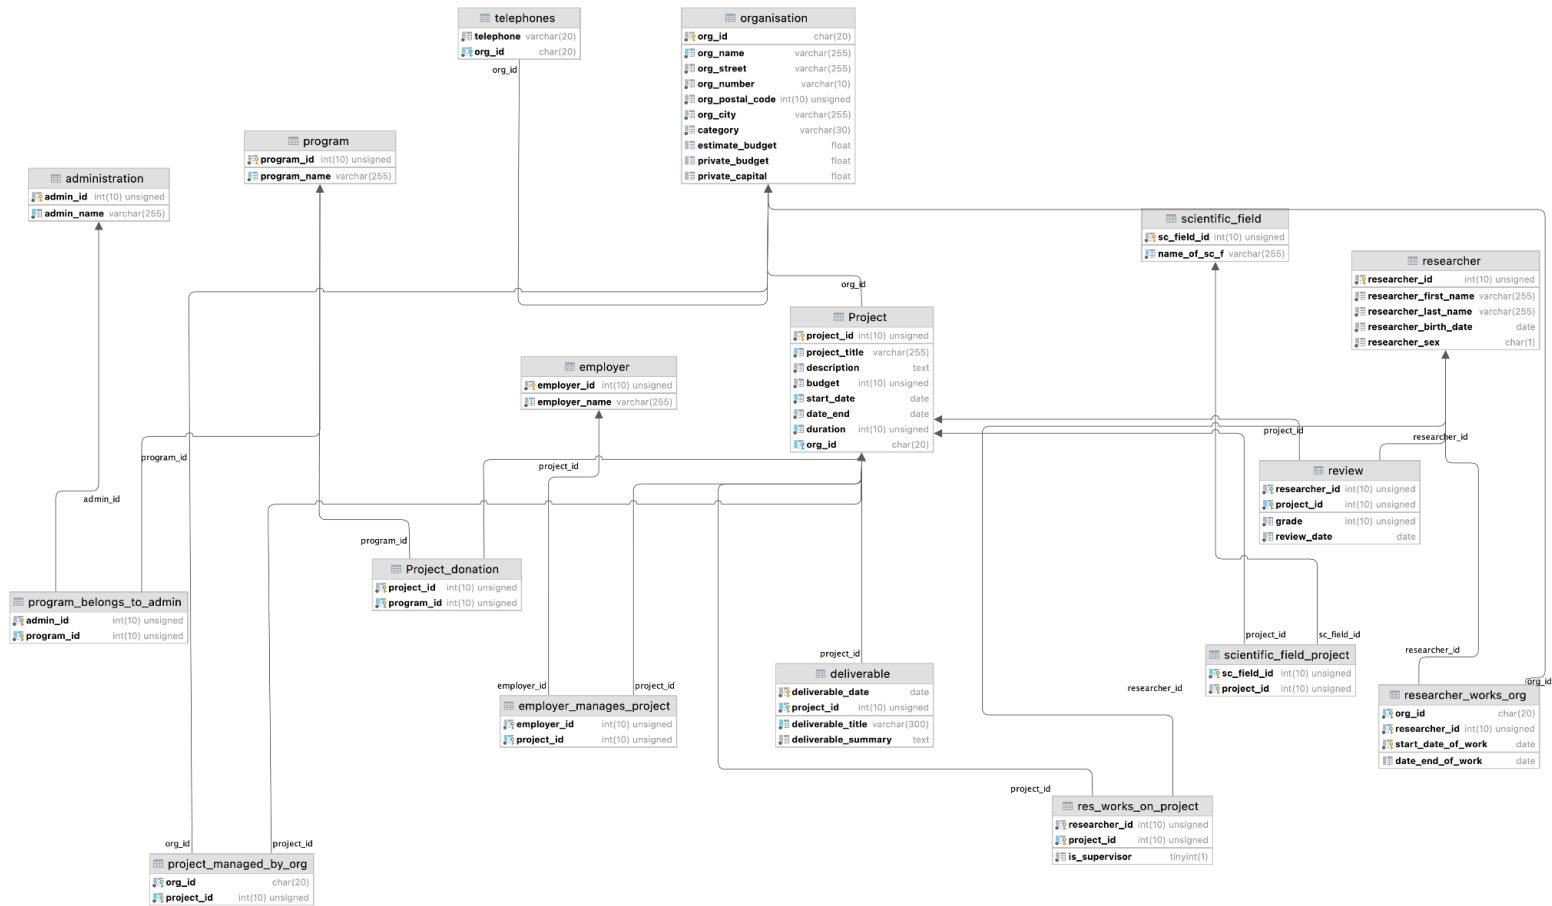 telephones
telephone varchar(20)
org_id char(20)
org_id
organisation
org_id char(20)
org_name varchar(255)
org_street varchar(255)
org_number varchar(10)
org_postal_code int(10) unsigned
org_city varchar(255)
category varchar(30)
estimate_budget float
private_budget float
private_capital float
program
program_id int(10) unsigned
program_name varchar(255)
administration
admin_id int(10) unsigned
admin_name varchar(255)
scientific_field
sc_field_id int(10) unsigned
name_of_sc_f varchar(255)
researcher
researcher_id int(10) unsigned
researcher_first_name varchar(255)
researcher_last_name varchar(255)
researcher_birth_date date
researcher_sex char(1)
org_id
Project
project_id int(10) unsigned
project_title varchar(255)
description text
budget int(10) unsigned
start_date date
date_end date
duration int(10) unsigned
org_id char(20)
employer
employer_id int(10) unsigned
employer_name varchar(255)
project_id
researcher_id
program_id
project_id
admin_id
review
researcher_id int(10) unsigned
project_id int(10) unsigned
grade int(10) unsigned
review_date date
program_id
Project_donation
project_id int(10) unsigned
program_id int(10) unsigned
program_belongs_to_admin
admin_id int(10) unsigned
program_id int(10) unsigned
project_id
sc_field_id
scientific_field_project
sc_field_id int(10) unsigned
project_id int(10) unsigned
project_id
deliverable
deliverable_date date
project_id int(10) unsigned
deliverable_title varchar(300)
deliverable_summary text
employer_id
project_id
employer_manages_project
employer_id int(10) unsigned
project_id int(10) unsigned
researcher_id
researcher_id
org_id
researcher_works_org
org_id char(20)
researcher_id int(10) unsigned
start_date_of_work date
date_end_of_work date
project_id
res_works_on_project
researcher_id int(10) unsigned
project_id int(10) unsigned
is_supervisor tinyint(1)
org_id
project_id
project_managed_by_org
org_id char(20)
project_id int(10) unsigned